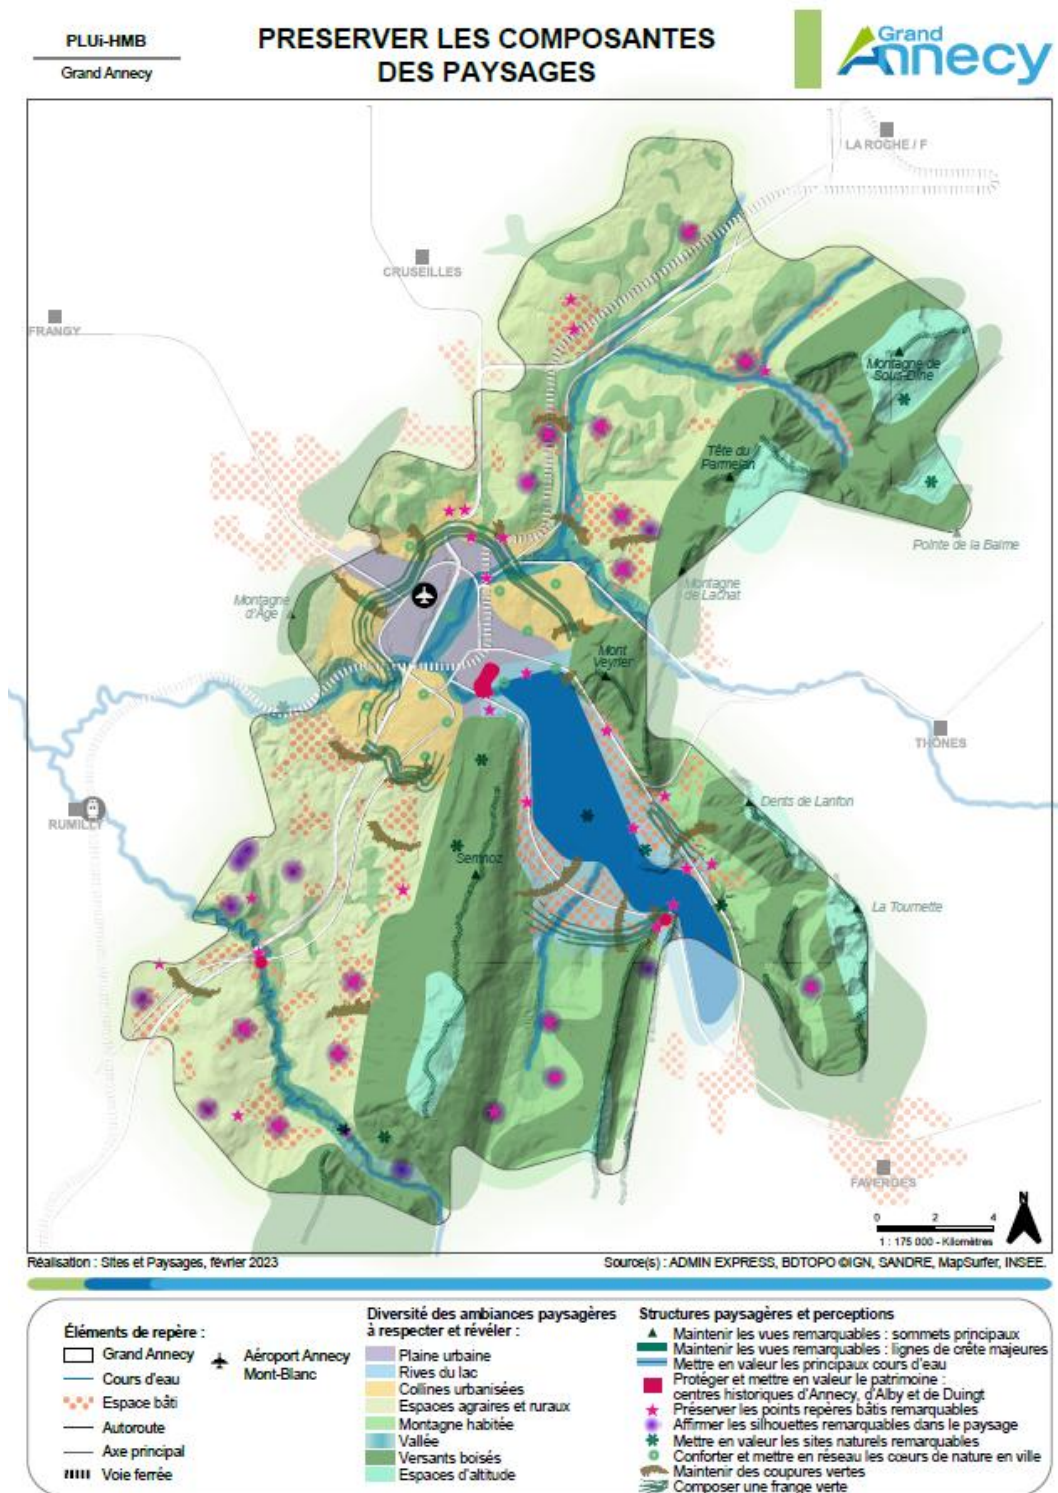 PLUi-HMB
Grand Annecy
PRESERVER LES COMPOSANTES
DES PAYSAGES
Grand
Annecy
LA ROCHE / F
CRUSEILLES
FRANGY
Montagne de
Sous-Dine
Tête du
Parmelan
Pointe de la Balme
Montagne
de Lachat
Montagne
d'Age
Mont
Veyrier
THÔNES
Dents de Lanfon
RUMILLY
Semnoz
La Tournette
FAVERGES
N
0 2 4
1 : 175 000 - Kilomètres
Réalisation : Sites et Paysages, février 2023
Source(s) : ADMIN EXPRESS, BDTOPO ©IGN, SANDRE, MapSurfer, INSEE.
Éléments de repère :
Grand Annecy
Cours d'eau
Espace bâti
Autoroute
Axe principal
Voie ferrée
Aéroport Annecy
Mont-Blanc
Diversité des ambiances paysagères
à respecter et révéler :
Plaine urbaine
Rives du lac
Collines urbanisées
Espaces agraires et ruraux
Montagne habitée
Vallée
Versants boisés
Espaces d'altitude
Structures paysagères et perceptions
Maintenir les vues remarquables : sommets principaux
Maintenir les vues remarquables : lignes de crête majeures
Mettre en valeur les principaux cours d'eau
Protéger et mettre en valeur le patrimoine :
centres historiques d'Annecy, d'Alby et de Duingt
Préserver les points repères bâtis remarquables
Affirmer les silhouettes remarquables dans le paysage
Mettre en valeur les sites naturels remarquables
Conforter et mettre en réseau les cœurs de nature en ville
Maintenir des coupures vertes
Composer une frange verte